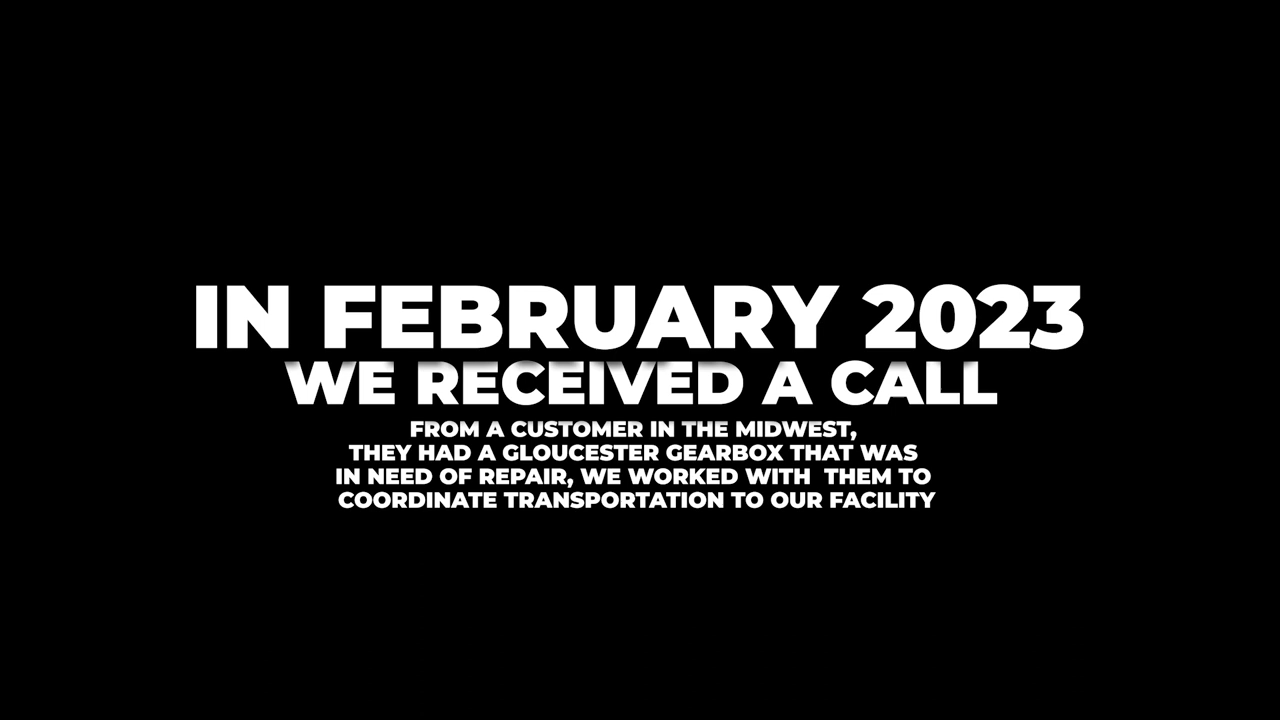 IN FEBRUARY 2023
WE RECEIVED A CALL
FROM A CUSTOMER IN THE MIDWEST,
THEY HAD A GLOUCESTER GEARBOX THAT WAS
IN NEED OF REPAIR, WE WORKED WITH  THEM TO
COORDINATE TRANSPORTATION TO OUR FACILITY